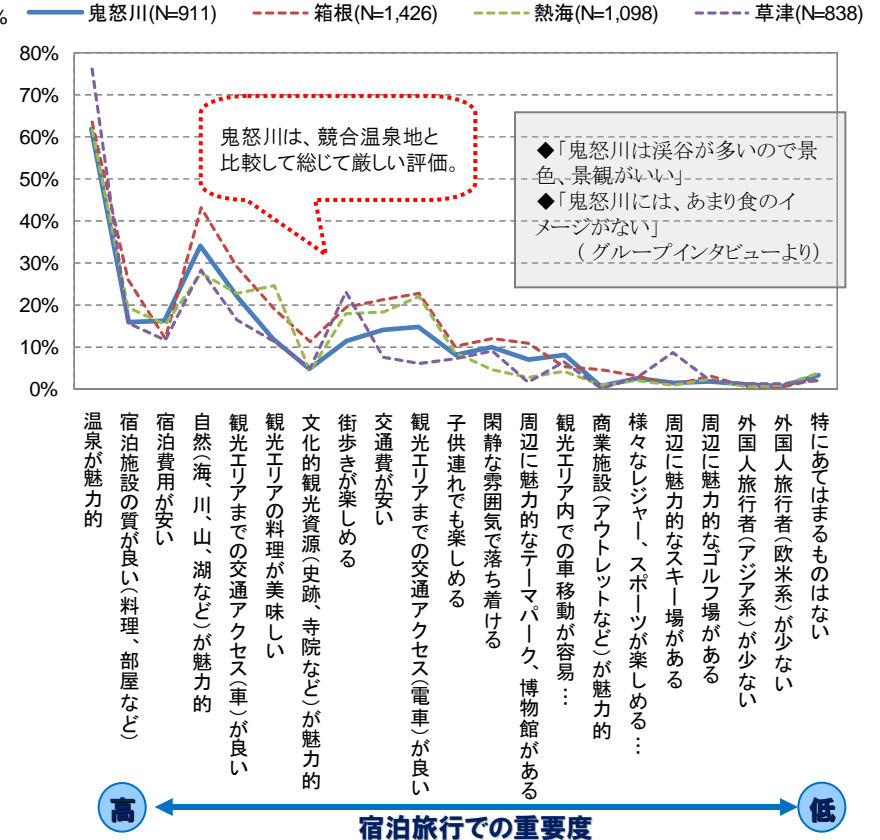 %
鬼怒川(N=911)
箱根(N=1,426)
熱海(N=1,098)
草津(N=838)
80%
70%
60%
50%
40%
30%
20%
10%
0%
鬼怒川は、競合温泉地と
比較して総じて厳しい評価。
◆「鬼怒川は渓谷が多いので景
色、景観がいい」
◆「鬼怒川には、あまり食のイ
メージがない」
（グループインタビューより）
温泉が魅力的
宿泊施設の質が良い（料理、部屋など）
宿泊費用が安い
自然（海、川、山、湖など）が魅力的
観光エリアまでの交通アクセス（車）が良い
観光エリアの料理が美味しい
文化的観光資源（史跡、寺院など）が魅力的
街歩きが楽しめる
交通費が安い
観光エリアまでの交通アクセス（電車）が良い
子供連れでも楽しめる
閑静な雰囲気で落ち着ける
周辺に魅力的なテーマパーク、博物館がある
観光エリア内での車移動が容易…
商業施設（アウトレットなど）が魅力的
様々なレジャー、スポーツが楽しめる…
周辺に魅力的なスキー場がある
周辺に魅力的なゴルフ場がある
外国人旅行者（アジア系）が少ない
外国人旅行者（欧米系）が少ない
特にあてはまるものはない
高
低
宿泊旅行での重要度